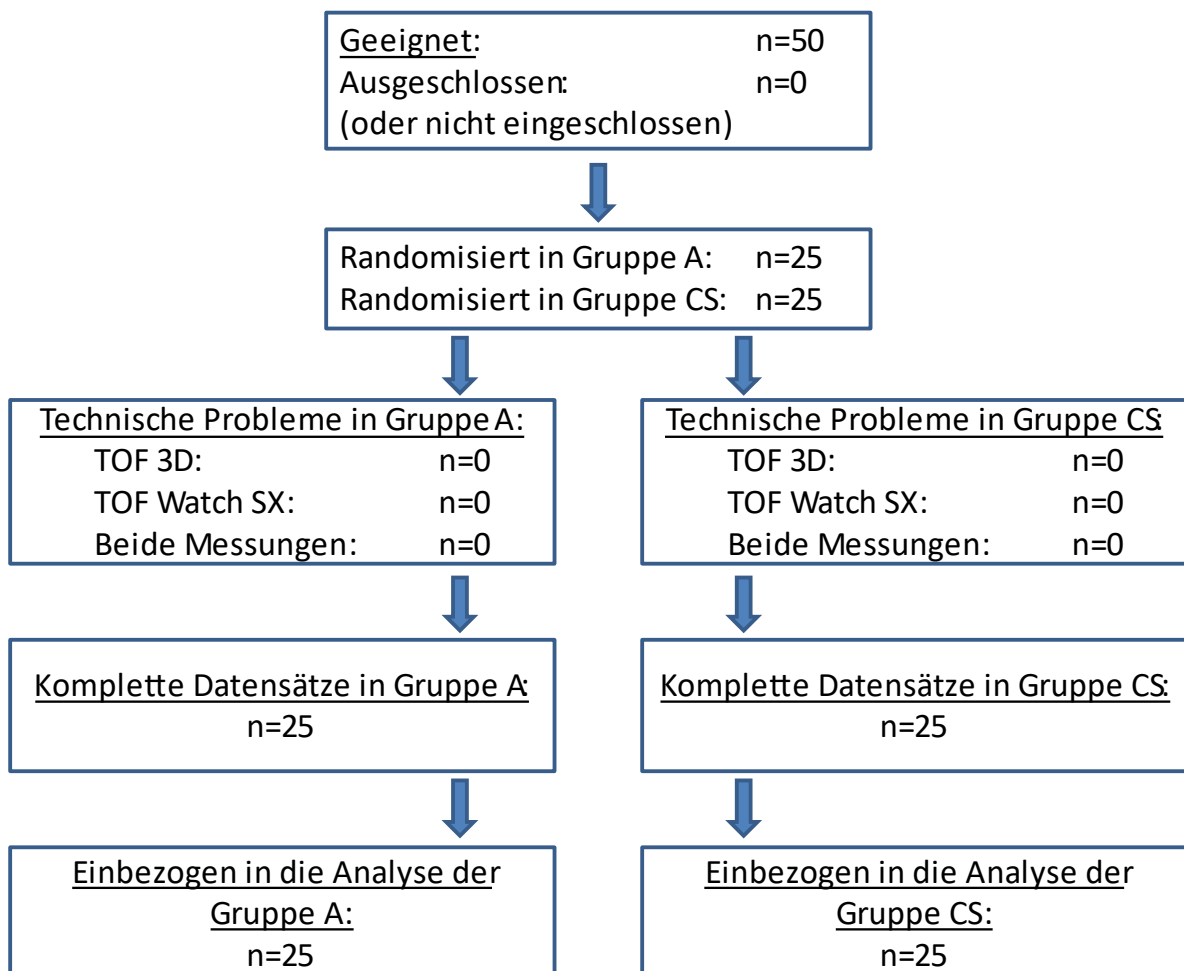 Geeignet: n=50
Ausgeschlossen: n=0
(oder nicht eingeschlossen)
Randomisiert in Gruppe A: n=25
Randomisiert in Gruppe CS: n=25
Technische Probleme in Gruppe A:
TOF 3D: n=0
TOF Watch SX: n=0
Beide Messungen: n=0
Technische Probleme in Gruppe CS:
TOF 3D: n=0
TOF Watch SX: n=0
Beide Messungen: n=0
Komplette Datensätze in Gruppe A:
n=25
Komplette Datensätze in Gruppe CS:
n=25
Einbezogen in die Analyse der
Gruppe A:
n=25
Einbezogen in die Analyse der
Gruppe CS:
n=25